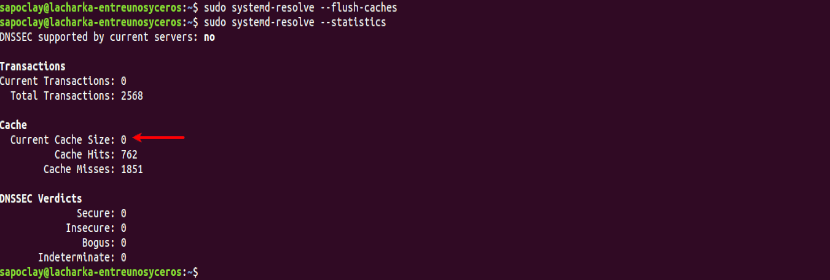 sapoclay@lacharka-entreunosyceros:~$ sudo systemd-resolve --flush-caches
sapoclay@lacharka-entreunosyceros:~$ sudo systemd-resolve --statistics
DNSSEC supported by current servers: no
Transactions
Current Transactions: 0
Total Transactions: 2568
Cache
Current Cache Size: 0
Cache Hits: 762
Cache Misses: 1851
DNSSEC Verdicts
Secure: 0
Insecure: 0
Bogus: 0
Indeterminate: 0
sapoclay@lacharka-entreunosyceros:~$